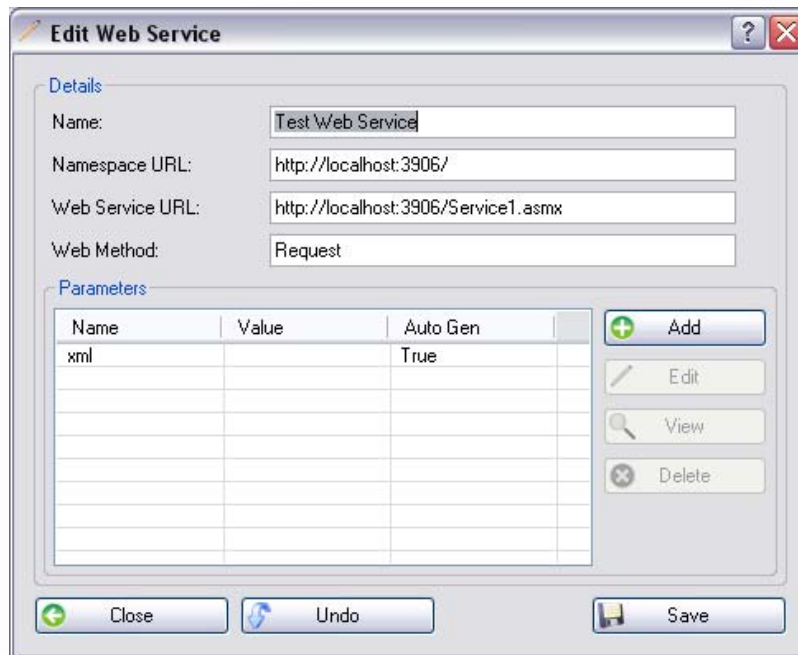 Edit Web Service
?
Details
Name: Test Web Service
Namespace URL: http://localhost:3906/
Web Service URL: http://localhost:3906/Service1.asmx
Web Method: Request
Parameters
Name Value Auto Gen
xml True
Add
Edit
View
Delete
Close Undo Save